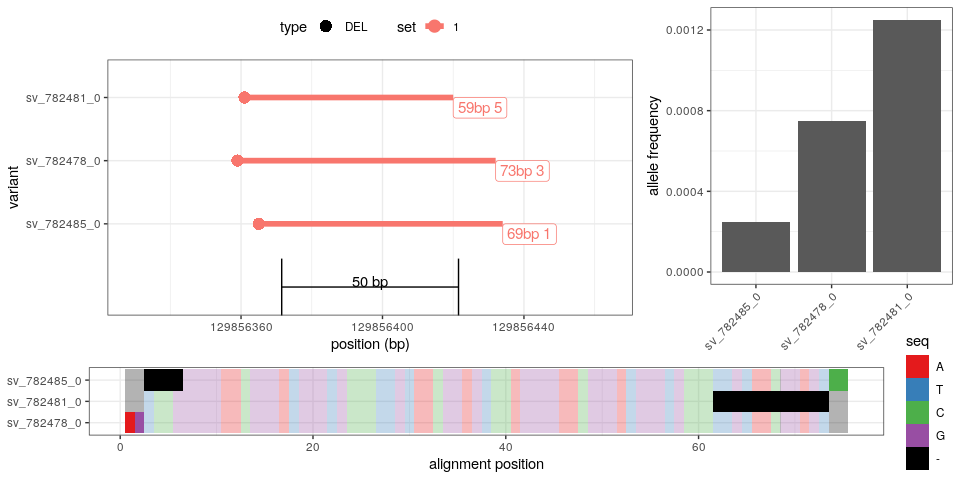 type DEL set 1
variant
sv_782481_0
sv_782478_0
sv_782485_0
59bp 5
73bp 3
69bp 1
50 bp
129856360 129856400 129856440
position (bp)
allele frequency
0.0012
0.0008
0.0004
0.0000
sv_782485_0 sv_782478_0 sv_782481_0
sv_782485_0
sv_782481_0
sv_782478_0
0 20 40 60
alignment position
seq
A
T
C
G
-